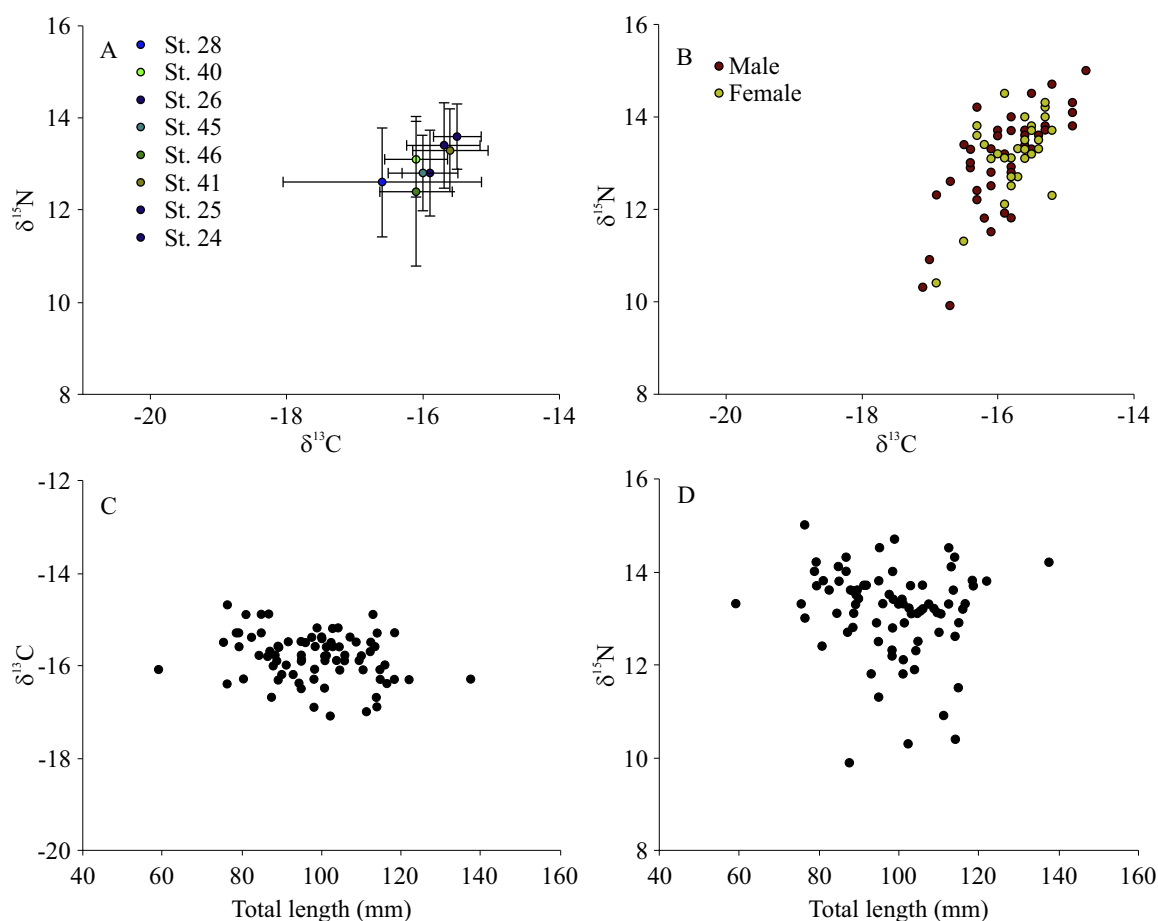 A
St. 28
St. 40
St. 26
St. 45
St. 46
St. 41
St. 25
St. 24
16
14
12
10
8
δ¹⁵N
-20
-18
-16
-14
δ¹³C
B
Male
Female
16
14
12
10
8
δ¹⁵N
-20
-18
-16
-14
δ¹³C
C
-12
-14
-16
-18
-20
δ¹³C
40
60
80
100
120
140
160
Total length (mm)
D
16
14
12
10
8
δ¹⁵N
40
60
80
100
120
140
160
Total length (mm)